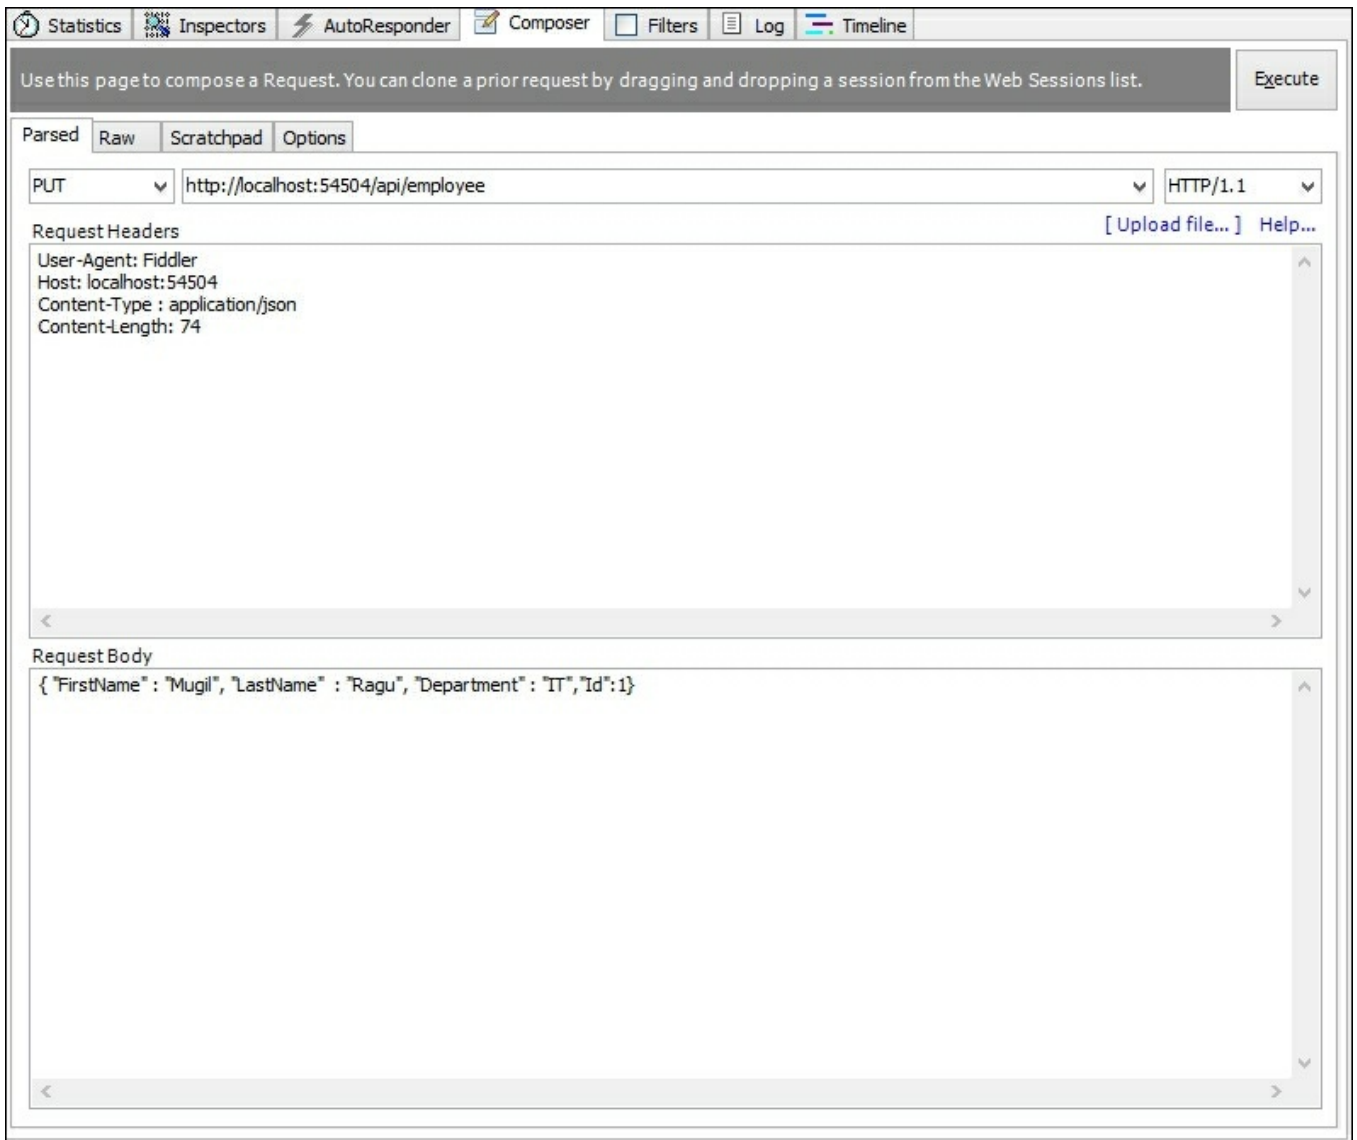 Statistics Inspectors AutoResponder Composer Filters Log Timeline
Use this page to compose a Request. You can clone a prior request by dragging and dropping a session from the Web Sessions list. Execute
Parsed Raw Scratchpad Options
PUT http://localhost:54504/api/employee HTTP/1.1
Request Headers [ Upload file... ] Help...
User-Agent: Fiddler
Host: localhost:54504
Content-Type : application/json
Content-Length: 74
Request Body
{ "FirstName" : "Mugil", "LastName"  : "Ragu", "Department" : "IT","Id":1}